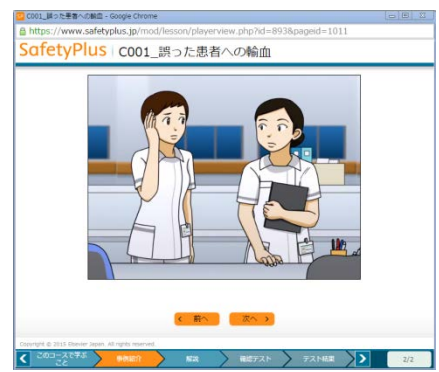 C001_誤った患者への輸血 - Google Chrome
https://www.safetyplus.jp/mod/lesson/playerview.php?id=893&pageid=1011
SafetyPlus C001_誤った患者への輸血
前へ 次へ
Copyright © 2015 Elsevier Japan. All rights reserved.
このコースで学ぶこと 事例紹介 解説 確認テスト テスト結果 2/2